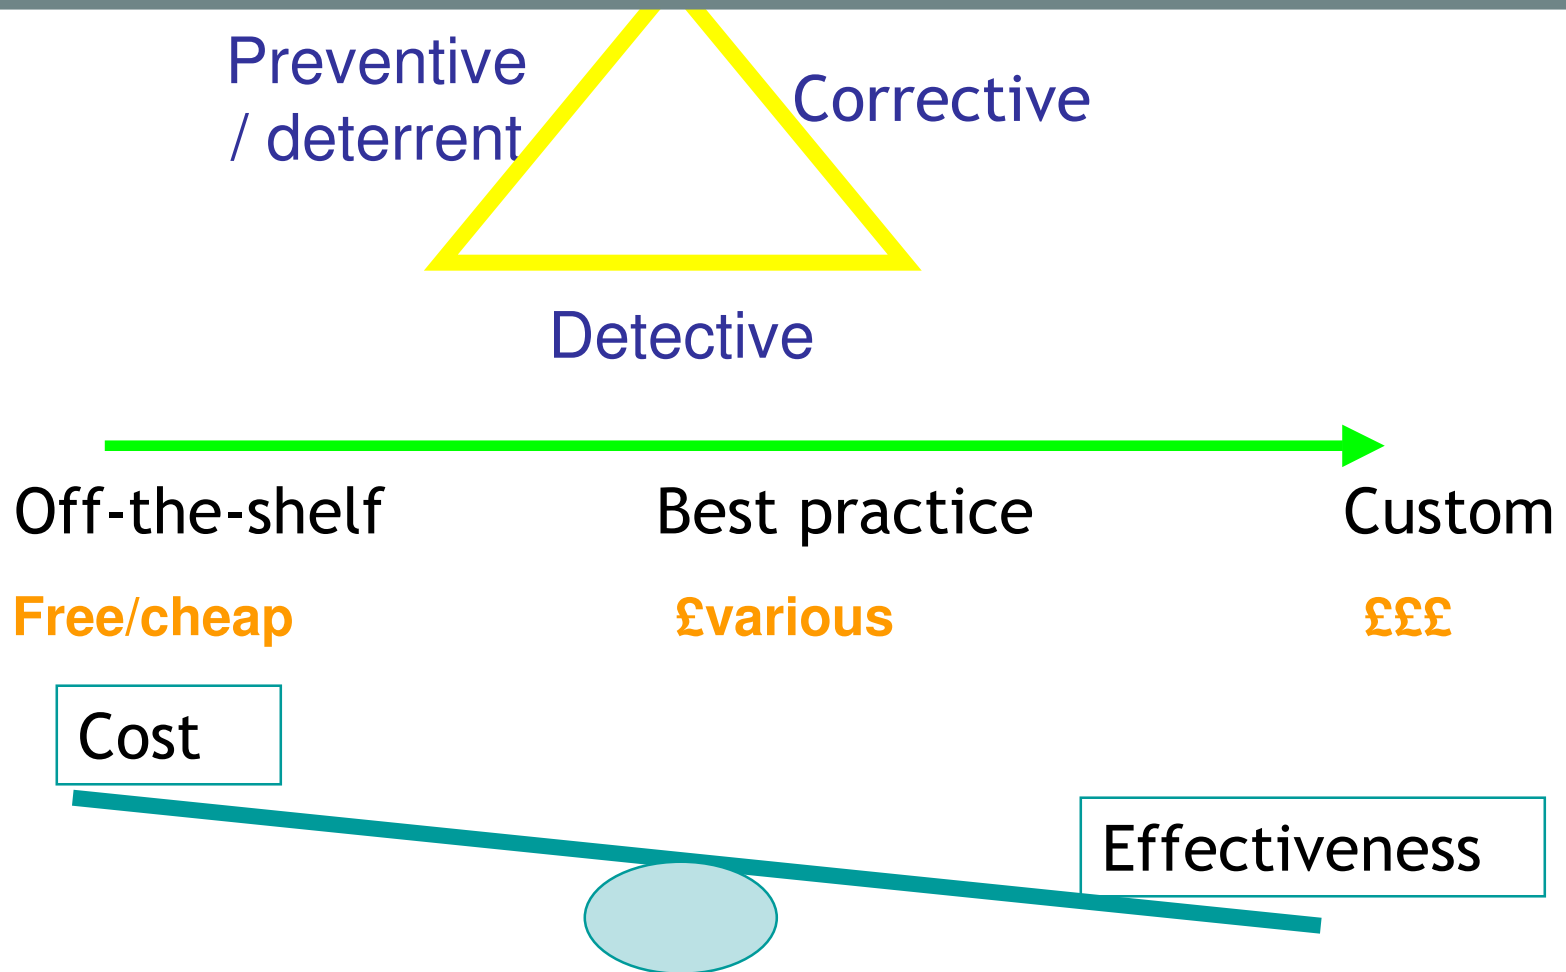 Preventive
/ deterrent
Corrective
Detective
Off-the-shelf
Best practice
Custom
Free/cheap
£various
£££
Cost
Effectiveness